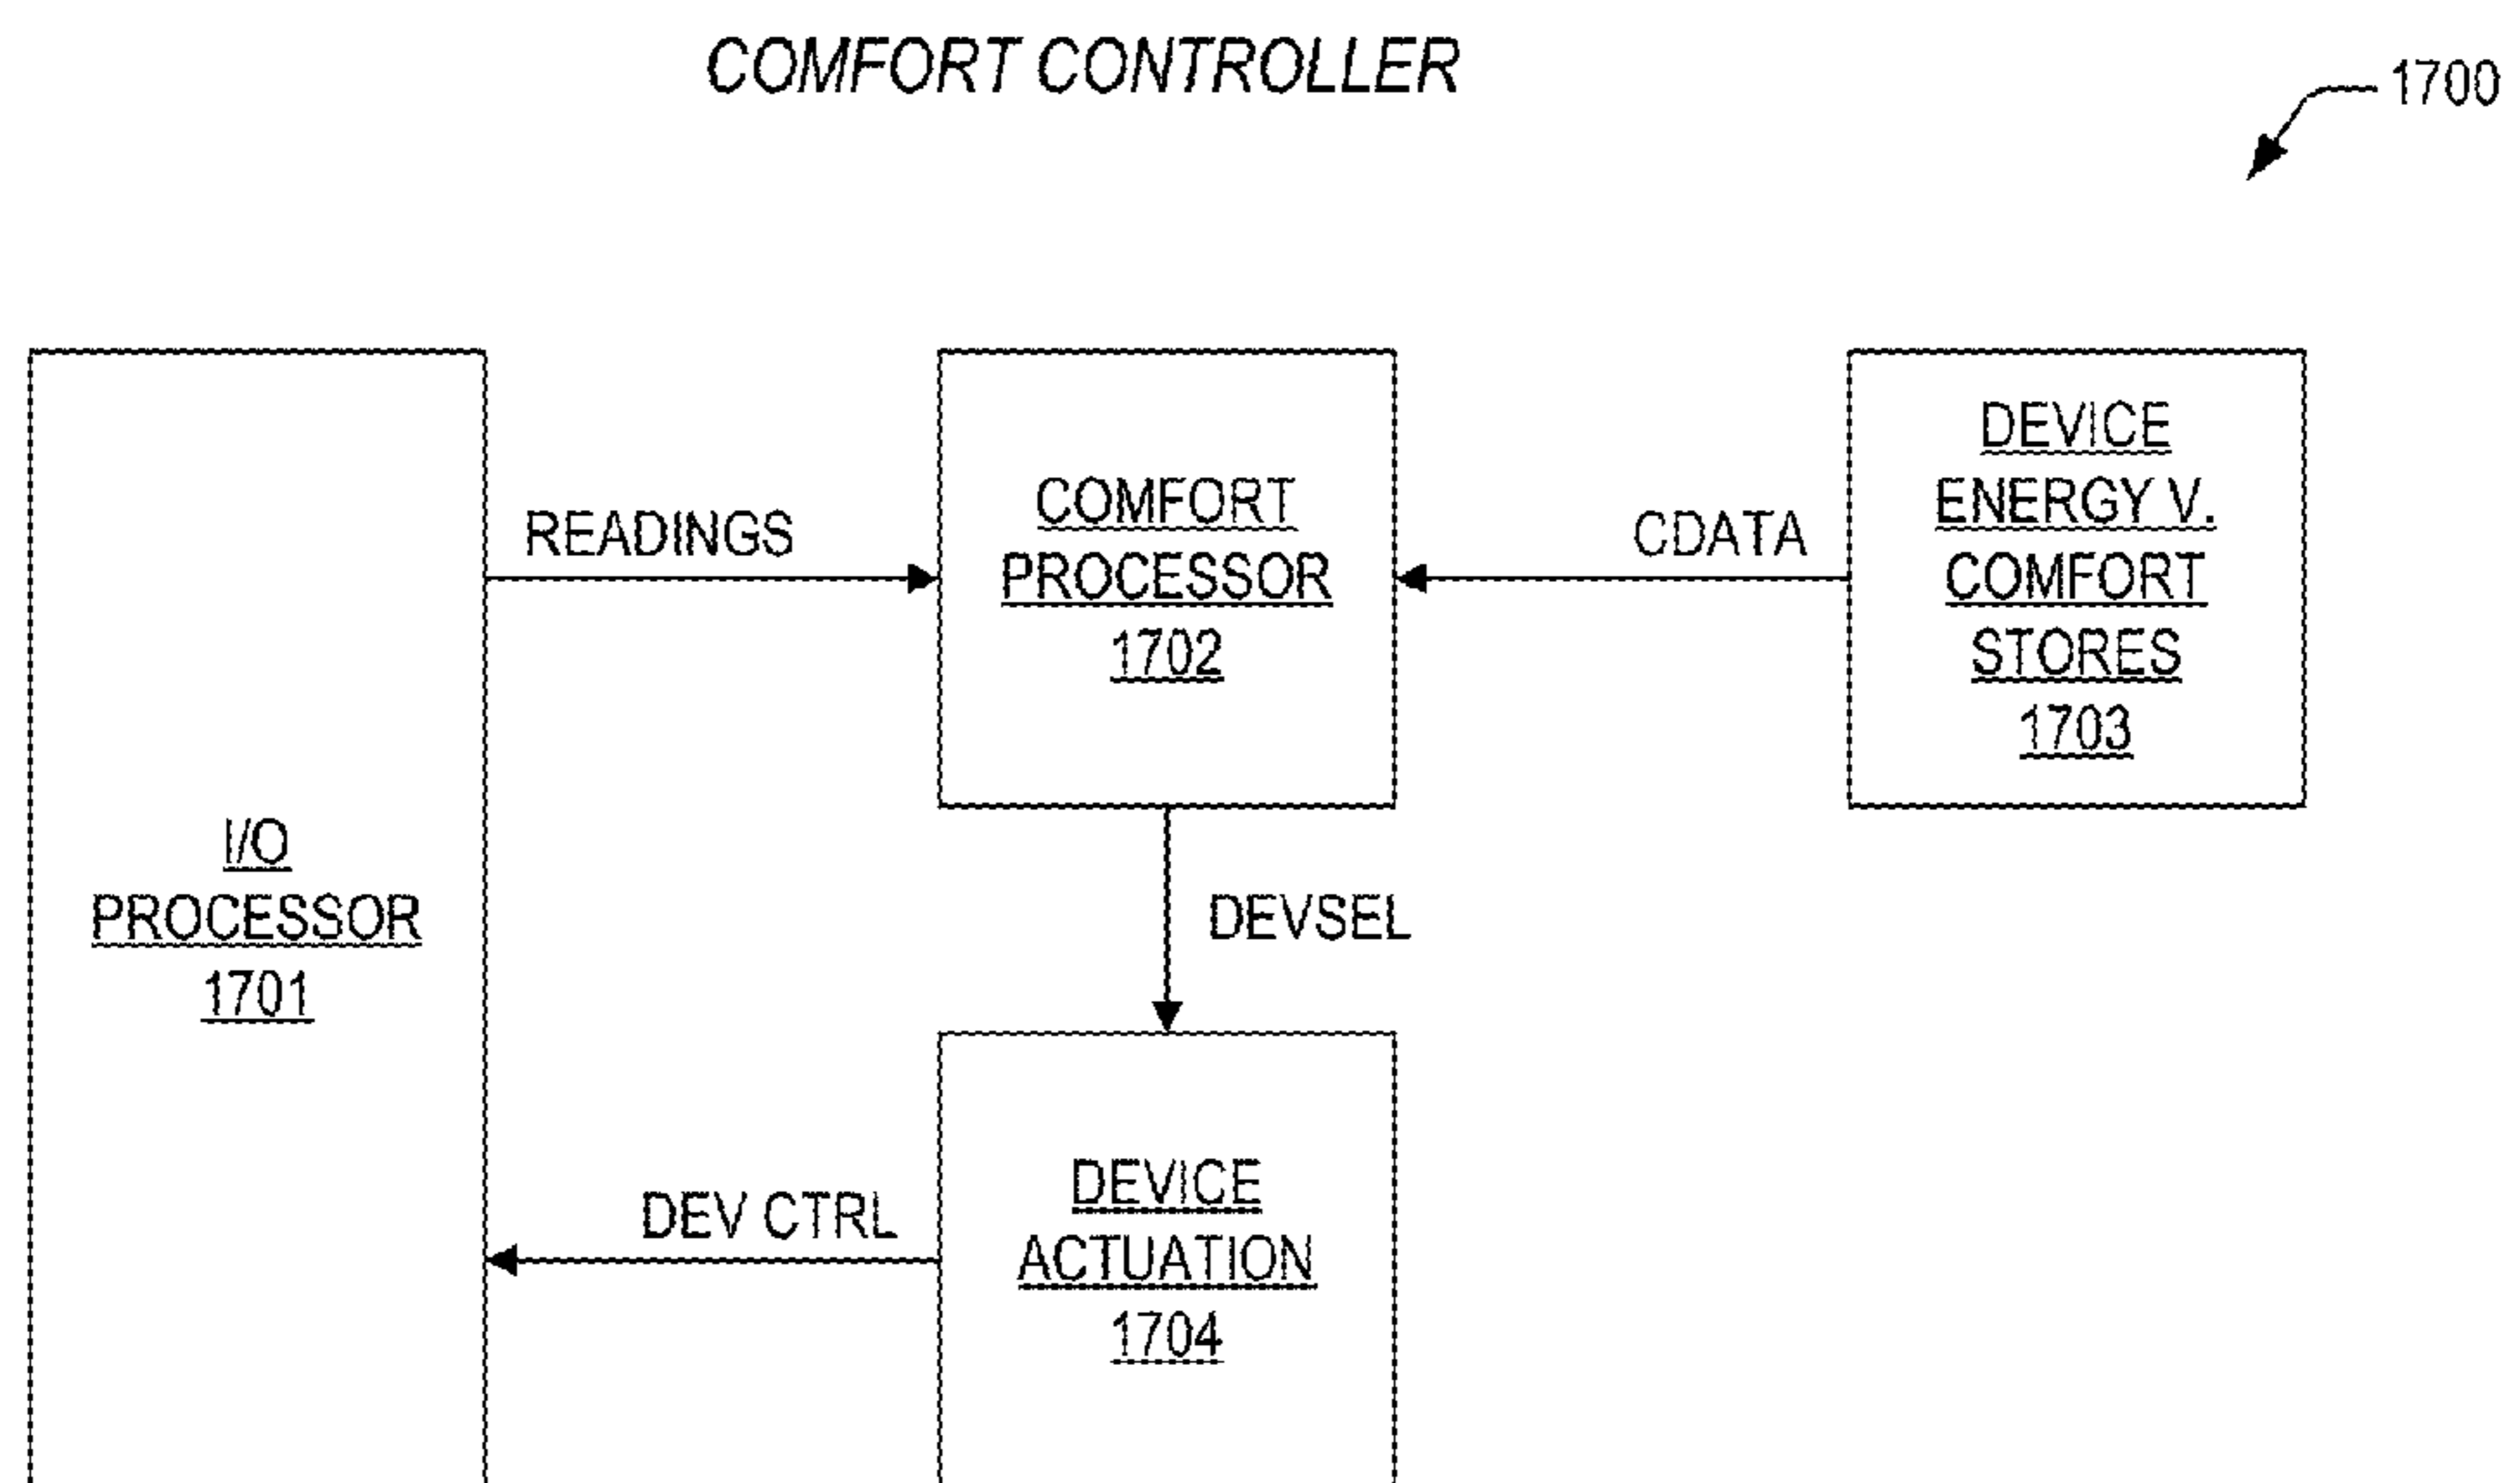 COMFORT CONTROLLER
1700
I/O
PROCESSOR
1701
READINGS
COMFORT
PROCESSOR
1702
CDATA
DEVICE
ENERGY V.
COMFORT
STORES
1703
DEVSEL
DEV CTRL
DEVICE
ACTUATION
1704